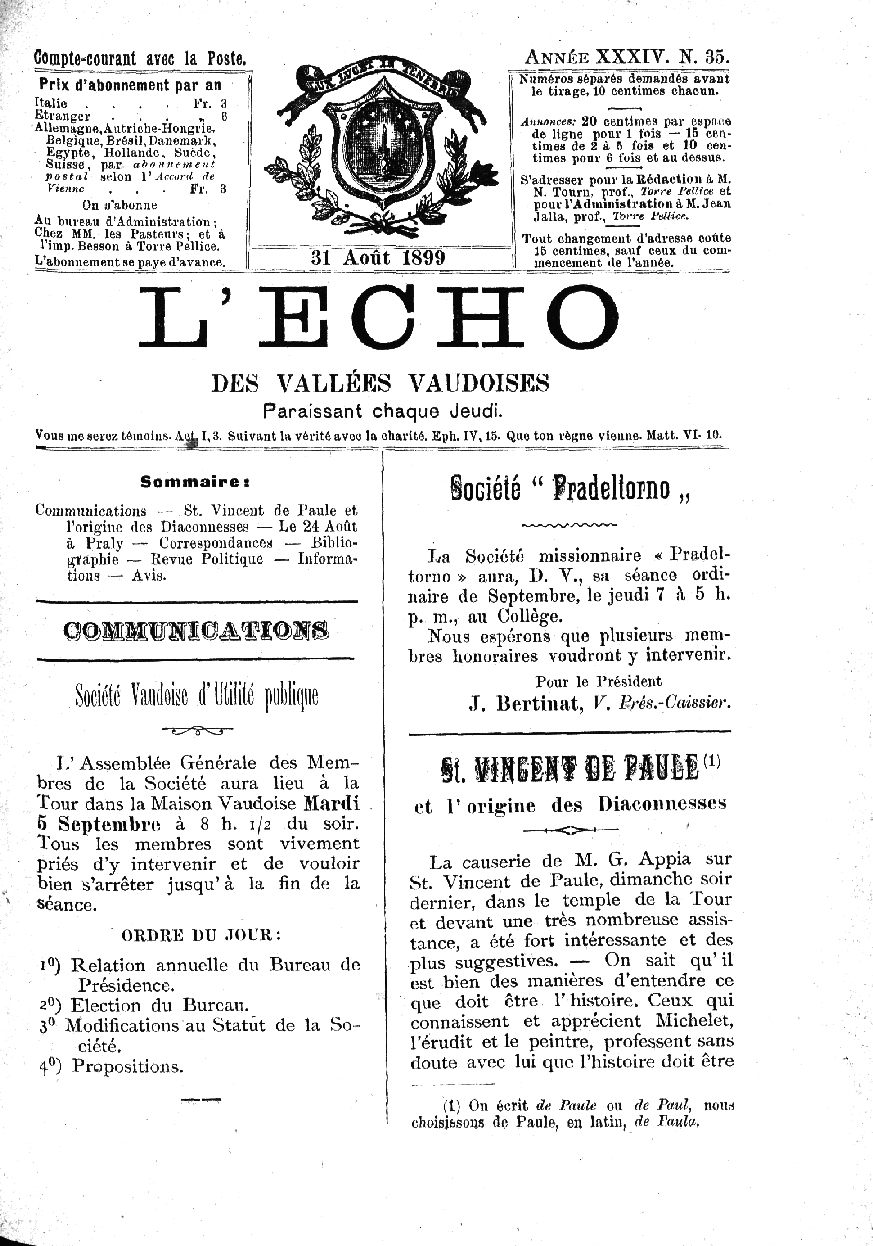 Compte-courant avec la Poste.
Prix d'abonnement par an
Italie . . . . Fr. 3
Etranger . . . „ 6
Allemagne, Autriche-Hongrie,
Belgique, Brésil, Danemark,
Egypte, Hollande, Suède,
Suisse, par abonnement
postal selon l'Accord de
Vienne . . . Fr. 3
On s'abonne
Au bureau d'Administration;
Chez MM. les Pasteurs; et à
l'imp. Besson à Torre Pellice.
L'abonnement se paye d'avance.
LUX LUCET IN TENEBRIS
31 Août 1899
ANNÉE XXXIV. N. 35.
Numéros séparés demandés avant
le tirage, 10 centimes chacun.
Annonces: 20 centimes par espace
de ligne pour 1 fois — 15 cen-
times de 2 à 5 fois et 10 cen-
times pour 6 fois et au dessus.
S'adresser pour la Rédaction à M.
N. Tourn, prof., Torre Pellice et
pour l'Administration à M. Jean
Jalla, prof., Torre Pellice.
Tout changement d'adresse coûte
15 centimes, sauf ceux du com-
mencement de l'année.
L'ECHO
DES VALLÉES VAUDOISES
Paraissant chaque Jeudi.
Vous me serez témoins. Act. I, 3. Suivant la vérité avec la charité. Eph. IV, 15. Que ton règne vienne. Matt. VI- 10.
Sommaire:
Communications — St. Vincent de Paule et
l'origine des Diaconnesses — Le 24 Août
à Praly — Correspondances — Biblio-
graphie — Revue Politique — Informa-
tions — Avis.
COMMUNICATIONS
Société Vaudoise d'Utilité publique
L'Assemblée Générale des Mem-
bres de la Société aura lieu à la
Tour dans la Maison Vaudoise Mardi
5 Septembre à 8 h. 1/2 du soir.
Tous les membres sont vivement
priés d'y intervenir et de vouloir
bien s'arrêter jusqu'à la fin de la
séance.
ORDRE DU JOUR:
1º) Relation annuelle du Bureau de
Présidence.
2º) Election du Bureau.
3º Modifications au Statut de la So-
ciété.
4º) Propositions.
Société “ Pradeltorno „
La Société missionnaire « Pradel-
torno » aura, D. V., sa séance ordi-
naire de Septembre, le jeudi 7 à 5 h.
p. m., au Collège.
Nous espérons que plusieurs mem-
bres honoraires voudront y intervenir.
Pour le Président
J. Bertinat, V. Prés.-Caissier.
St. VINCENT DE PAULE (1)
et l'origine des Diaconnesses
La causerie de M. G. Appia sur
St. Vincent de Paule, dimanche soir
dernier, dans le temple de la Tour
et devant une très nombreuse assis-
tance, a été fort intéressante et des
plus suggestives. — On sait qu'il
est bien des manières d'entendre ce
que doit être l'histoire. Ceux qui
connaissent et apprécient Michelet,
l'érudit et le peintre, professent sans
doute avec lui que l'histoire doit être
(1) On écrit de Paule ou de Paul, nous
choisissons de Paule, en latin, de Paula.